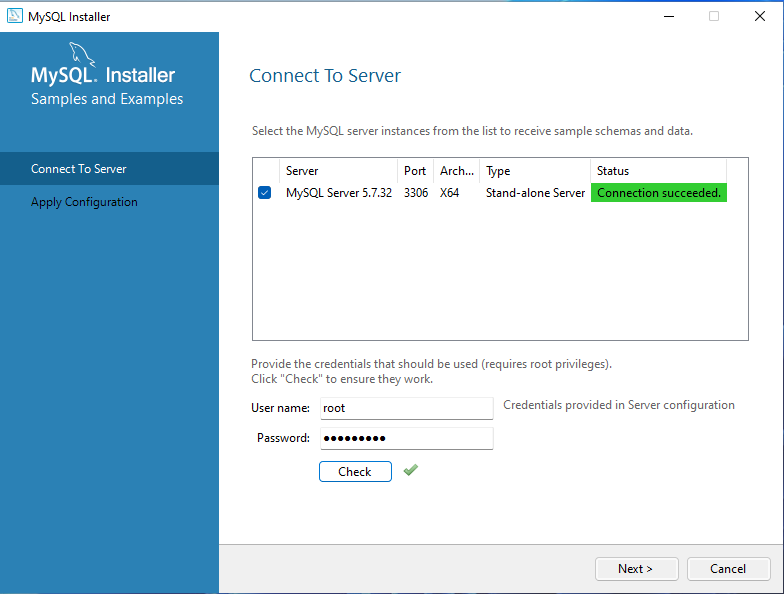 MySQL Installer
MySQL. Installer
Samples and Examples
Connect To Server
Apply Configuration
Connect To Server
Select the MySQL server instances from the list to receive sample schemas and data.
Server Port Arch... Type Status
MySQL Server 5.7.32 3306 X64 Stand-alone Server Connection succeeded.
Provide the credentials that should be used (requires root privileges).
Click "Check" to ensure they work.
User name: root Credentials provided in Server configuration
Password: ●●●●●●●●●
Check
Next > Cancel